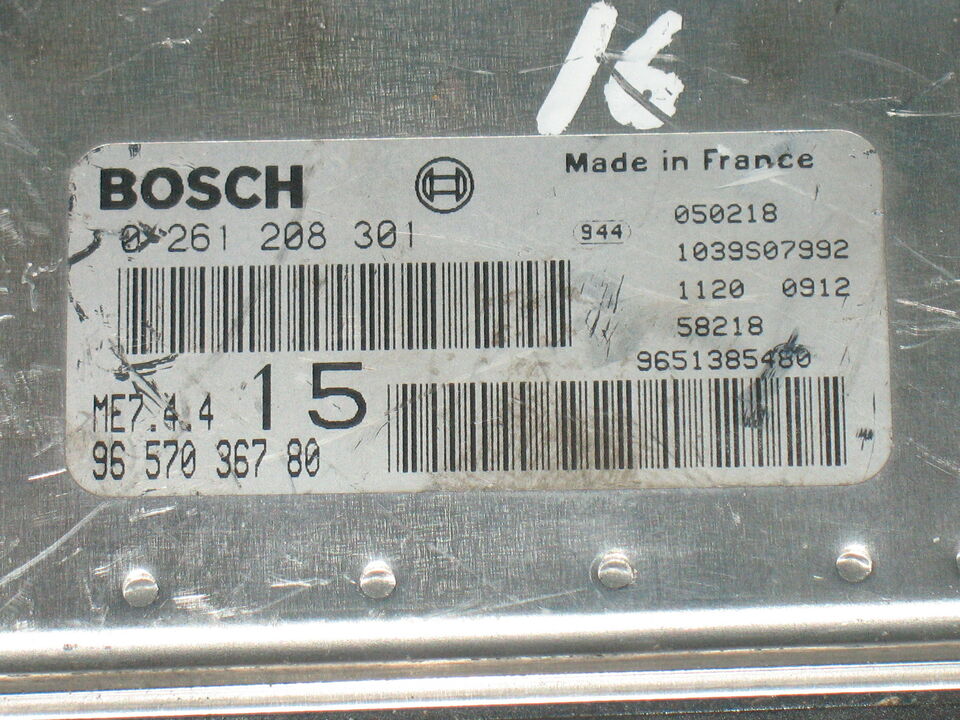 16
BOSCH
Made in France
0 261 208 301
944
050218
1039S07992
1120 0912
58218
9651385480
ME7.4.4
15
96 570 367 80